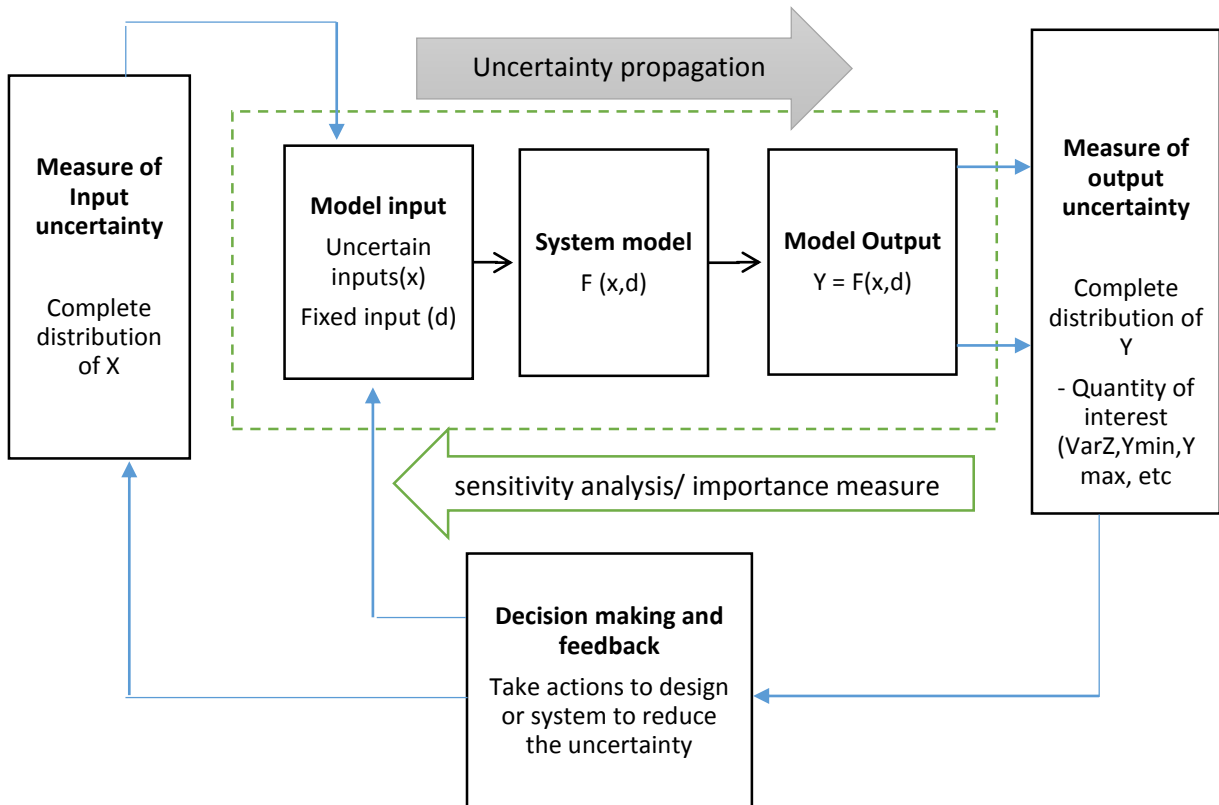 Uncertainty propagation
Measure of
Input
uncertainty
Complete
distribution
of X
Model input
Uncertain
inputs(x)
Fixed input (d)
System model
F (x,d)
Model Output
Y = F(x,d)
Measure of
output
uncertainty
Complete
distribution of
Y
- Quantity of
interest
(VarZ,Ymin,Y
max, etc
sensitivity analysis/ importance measure
Decision making and
feedback
Take actions to design
or system to reduce
the uncertainty